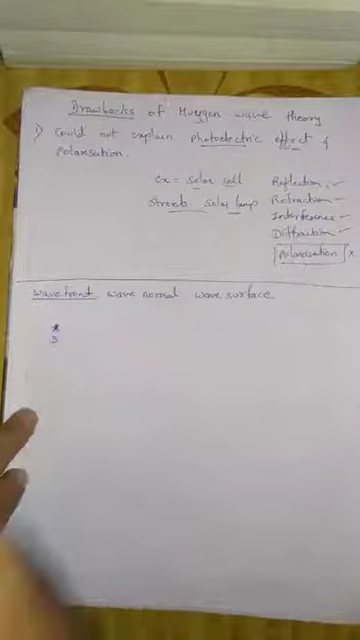 Drawbacks of Huygen wave theory
1) Could not explain photoelectric effect &
polarisation.
ex = solar cell
streets solar lamp
Reflection ✓
Refraction ✓
Interference ✓
Diffraction ✓
Polarisation x
wavefront wave normal wave surface
S